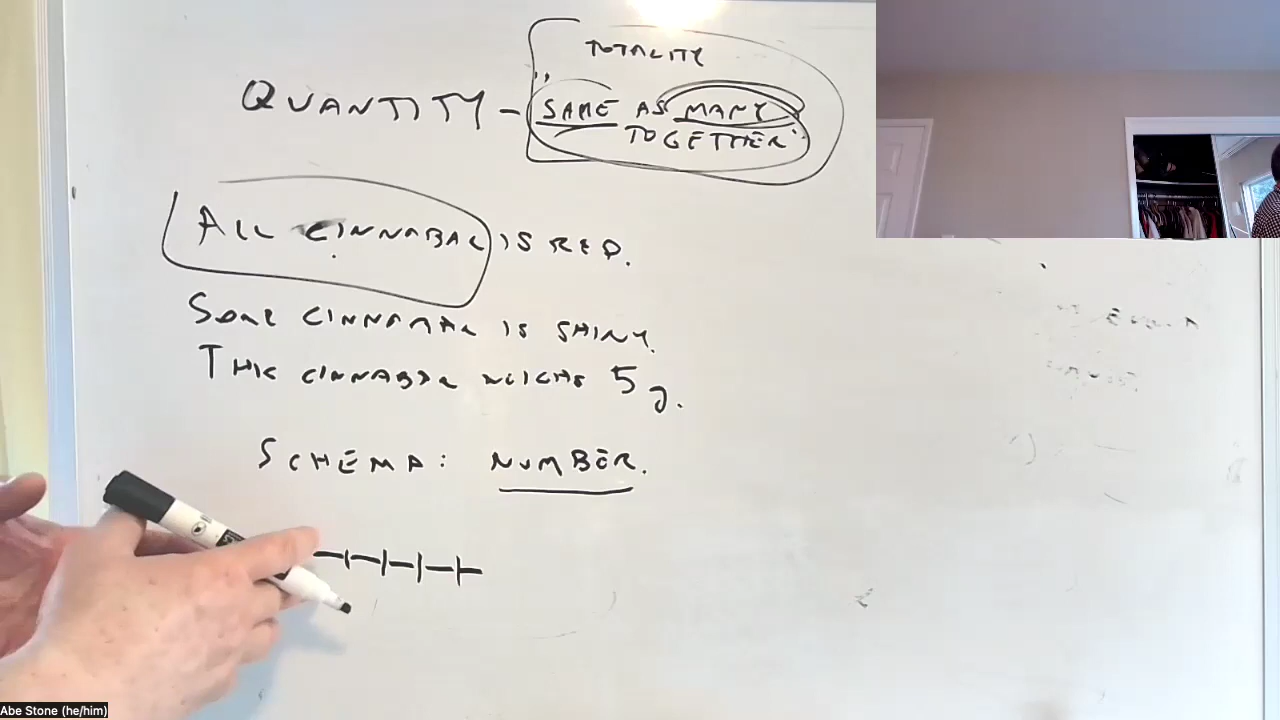 TOTALITY
QUANTITY - "SAME AS MANY
TOGETHER"
ALL CINNABAR IS RED.
SOME CINNABAR IS SHINY.
THIS CINNABAR WEIGHS 5g.
SCHEMA: NUMBER.
Abe Stone (he/him)